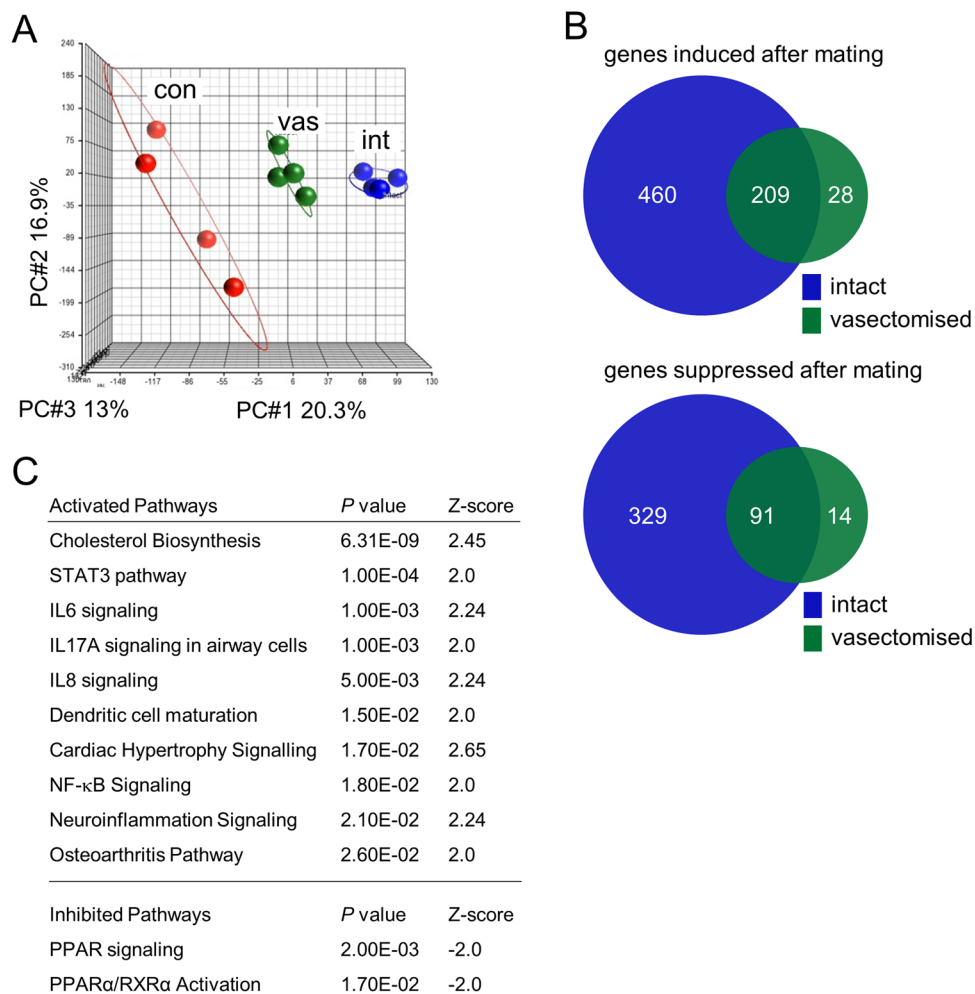 A
240
185
130
75
20
-35
-89
-144
-199
-254
-310
con
vas
int
PC#2 16.9%
-148
-117
-86
-55
-25
6
37
68
99
130
PC#3 13%
PC#1 20.3%
B
genes induced after mating
460
209
28
intact
vasectomised
genes suppressed after mating
329
91
14
intact
vasectomised
C
Activated Pathways P value Z-score
Cholesterol Biosynthesis 6.31E-09 2.45
STAT3 pathway 1.00E-04 2.0
IL6 signaling 1.00E-03 2.24
IL17A signaling in airway cells 1.00E-03 2.0
IL8 signaling 5.00E-03 2.24
Dendritic cell maturation 1.50E-02 2.0
Cardiac Hypertrophy Signalling 1.70E-02 2.65
NF-κB Signaling 1.80E-02 2.0
Neuroinflammation Signaling 2.10E-02 2.24
Osteoarthritis Pathway 2.60E-02 2.0
Inhibited Pathways P value Z-score
PPAR signaling 2.00E-03 -2.0
PPARα/RXRα Activation 1.70E-02 -2.0